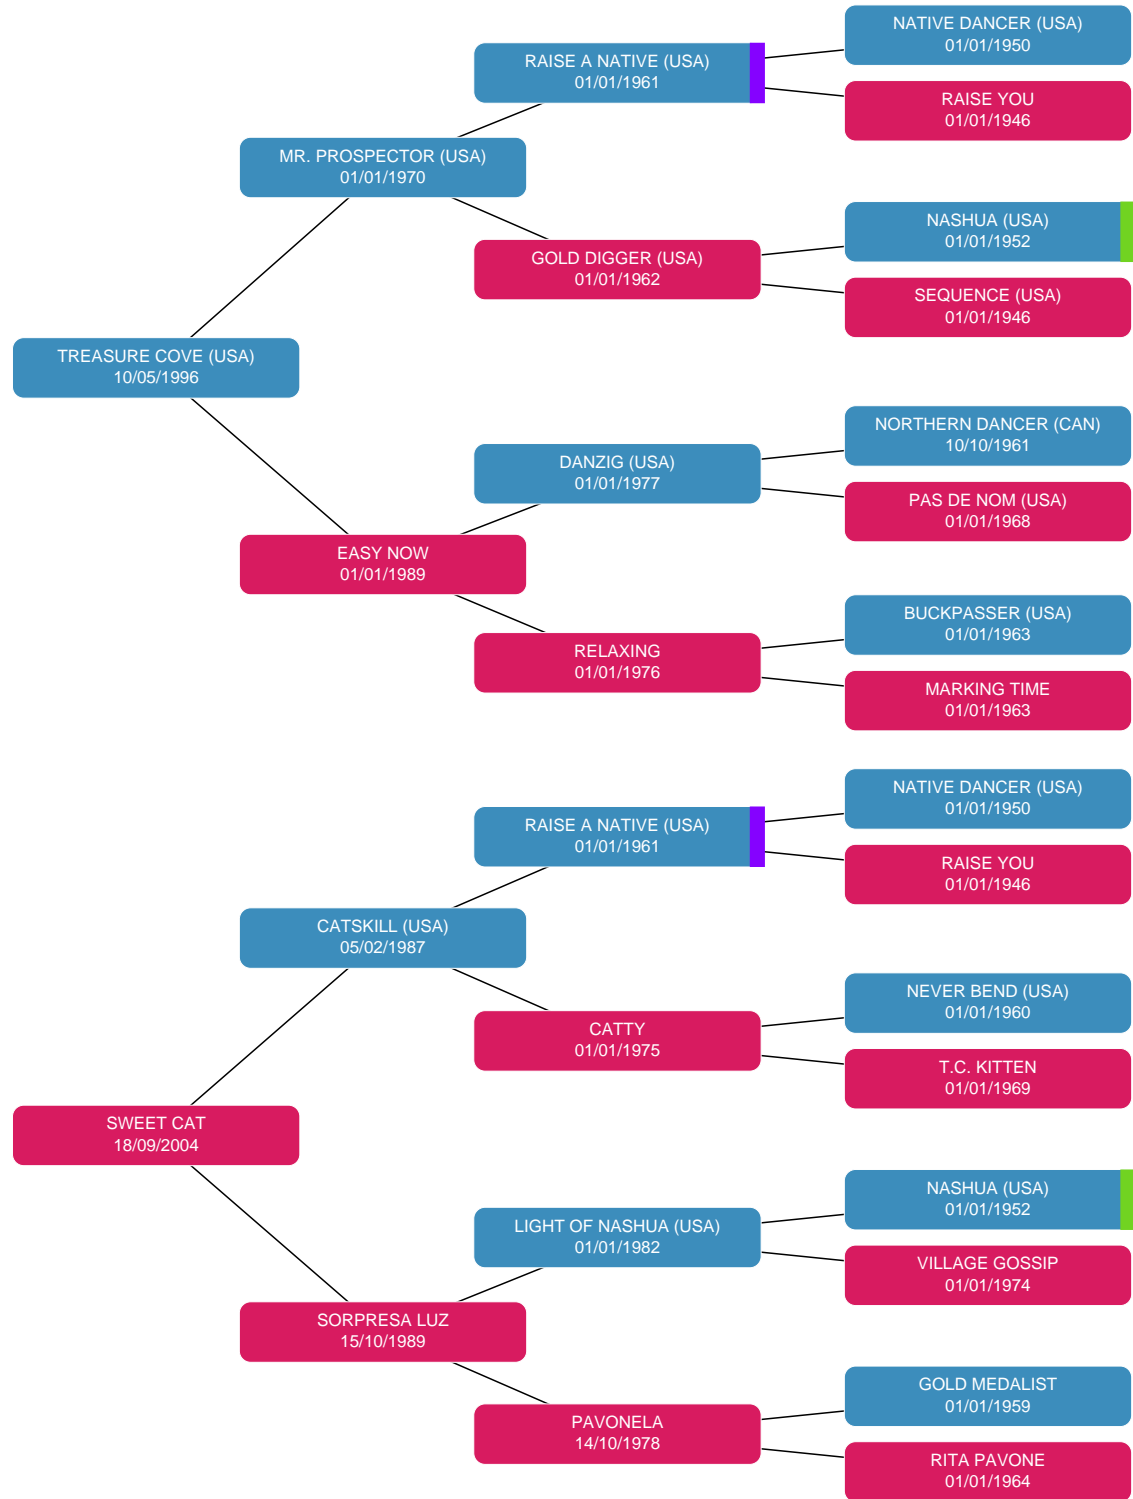 NATIVE DANCER (USA)
01/01/1950
RAISE A NATIVE (USA)
01/01/1961
RAISE YOU
01/01/1946
MR. PROSPECTOR (USA)
01/01/1970
NASHUA (USA)
01/01/1952
GOLD DIGGER (USA)
01/01/1962
SEQUENCE (USA)
01/01/1946
TREASURE COVE (USA)
10/05/1996
NORTHERN DANCER (CAN)
10/10/1961
DANZIG (USA)
01/01/1977
PAS DE NOM (USA)
01/01/1968
EASY NOW
01/01/1989
BUCKPASSER (USA)
01/01/1963
RELAXING
01/01/1976
MARKING TIME
01/01/1963
NATIVE DANCER (USA)
01/01/1950
RAISE A NATIVE (USA)
01/01/1961
RAISE YOU
01/01/1946
CATSKILL (USA)
05/02/1987
NEVER BEND (USA)
01/01/1960
CATTY
01/01/1975
T.C. KITTEN
01/01/1969
SWEET CAT
18/09/2004
NASHUA (USA)
01/01/1952
LIGHT OF NASHUA (USA)
01/01/1982
VILLAGE GOSSIP
01/01/1974
SORPRESA LUZ
15/10/1989
GOLD MEDALIST
01/01/1959
PAVONELA
14/10/1978
RITA PAVONE
01/01/1964